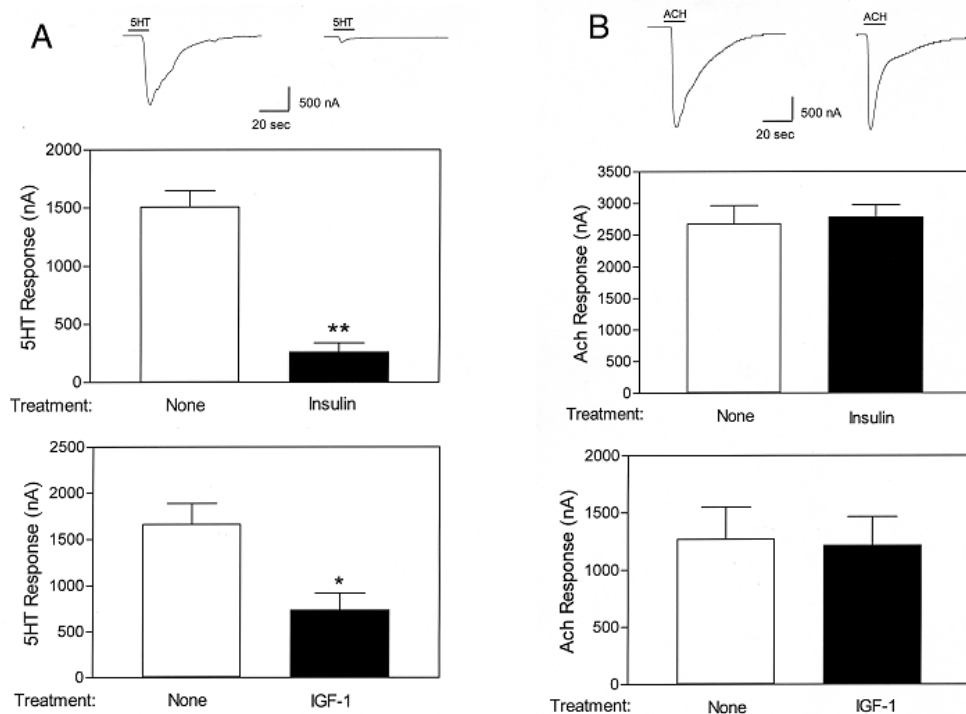 A
5HT
5HT
500 nA
20 sec
2000
1500
1000
500
0
5HT Response (nA)
**
Treatment:
None
Insulin
2500
2000
1500
1000
500
0
5HT Response (nA)
*
Treatment:
None
IGF-1
B
ACH
ACH
500 nA
20 sec
3500
3000
2500
2000
1500
1000
500
0
Ach Response (nA)
Treatment:
None
Insulin
2000
1500
1000
500
0
Ach Response (nA)
Treatment:
None
IGF-1